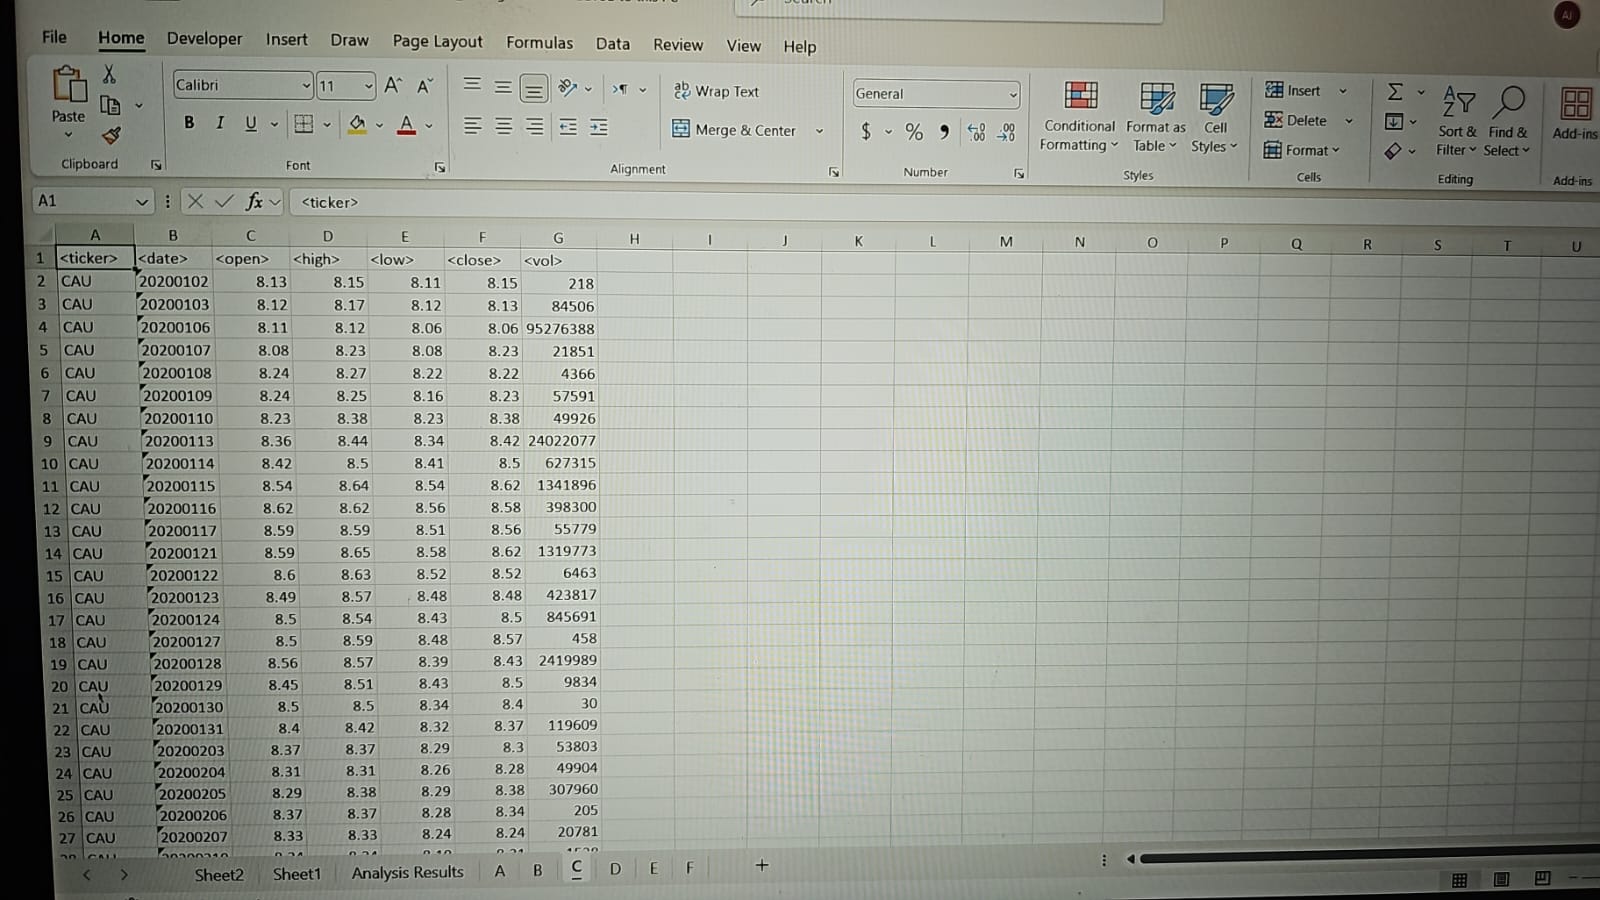 Search
AJ
File Home Developer Insert Draw Page Layout Formulas Data Review View Help
Paste
Clipboard
Calibri 11 A^ A˅
B I U A
Font
Wrap Text
Merge & Center
Alignment
General
$ % ,
Number
Conditional Formatting
Format as Table
Cell Styles
Styles
Insert
Delete
Format
Cells
Sort & Filter
Find & Select
Editing
Add-ins
Add-ins
A1 fx <ticker>
A B C D E F G H I J K L M N O P Q R S T U
1 <ticker> <date> <open> <high> <low> <close> <vol>
2 CAU 20200102 8.13 8.15 8.11 8.15 218
3 CAU 20200103 8.12 8.17 8.12 8.13 84506
4 CAU 20200106 8.11 8.12 8.06 8.06 95276388
5 CAU 20200107 8.08 8.23 8.08 8.23 21851
6 CAU 20200108 8.24 8.27 8.22 8.22 4366
7 CAU 20200109 8.24 8.25 8.16 8.23 57591
8 CAU 20200110 8.23 8.38 8.23 8.38 49926
9 CAU 20200113 8.36 8.44 8.34 8.42 24022077
10 CAU 20200114 8.42 8.5 8.41 8.5 627315
11 CAU 20200115 8.54 8.64 8.54 8.62 1341896
12 CAU 20200116 8.62 8.62 8.56 8.58 398300
13 CAU 20200117 8.59 8.59 8.51 8.56 55779
14 CAU 20200121 8.59 8.65 8.58 8.62 1319773
15 CAU 20200122 8.6 8.63 8.52 8.52 6463
16 CAU 20200123 8.49 8.57 8.48 8.48 423817
17 CAU 20200124 8.5 8.54 8.43 8.5 845691
18 CAU 20200127 8.5 8.59 8.48 8.57 458
19 CAU 20200128 8.56 8.57 8.39 8.43 2419989
20 CAU 20200129 8.45 8.51 8.43 8.5 9834
21 CAU 20200130 8.5 8.5 8.34 8.4 30
22 CAU 20200131 8.4 8.42 8.32 8.37 119609
23 CAU 20200203 8.37 8.37 8.29 8.3 53803
24 CAU 20200204 8.31 8.31 8.26 8.28 49904
25 CAU 20200205 8.29 8.38 8.29 8.38 307960
26 CAU 20200206 8.37 8.37 8.28 8.34 205
27 CAU 20200207 8.33 8.33 8.24 8.24 20781
Sheet2 Sheet1 Analysis Results A B C D E F +